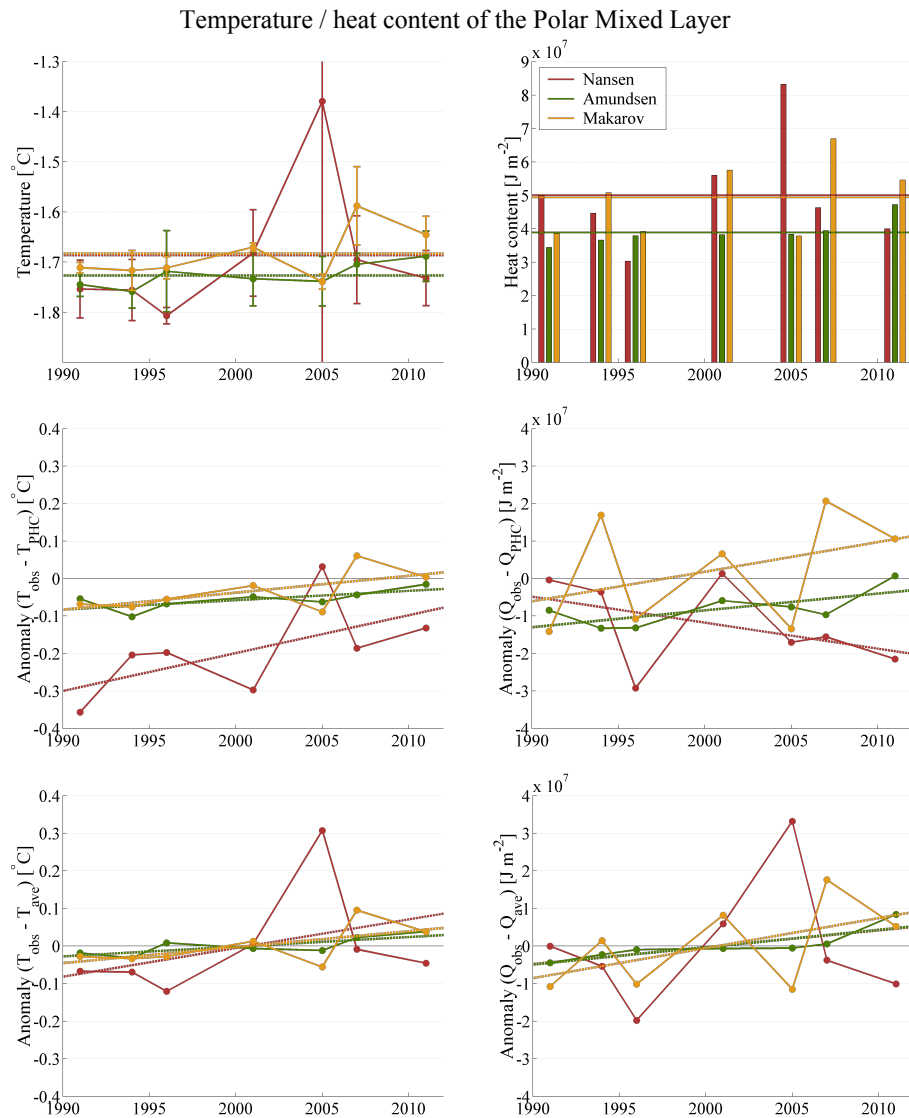 Temperature / heat content of the Polar Mixed Layer
Temperature [°C]
-1.3
-1.4
-1.5
-1.6
-1.7
-1.8
1990 1995 2000 2005 2010
x 10^7
Heat content [J m^-2]
9
8
7
6
5
4
3
2
1
0
Nansen
Amundsen
Makarov
1990 1995 2000 2005 2010
Anomaly (T_obs - T_PHC) [°C]
0.4
0.3
0.2
0.1
0
-0.1
-0.2
-0.3
-0.4
1990 1995 2000 2005 2010
x 10^7
Anomaly (Q_obs - Q_PHC) [J m^-2]
4
3
2
1
0
-1
-2
-3
-4
1990 1995 2000 2005 2010
Anomaly (T_obs - T_ave) [°C]
0.4
0.3
0.2
0.1
0
-0.1
-0.2
-0.3
-0.4
1990 1995 2000 2005 2010
x 10^7
Anomaly (Q_obs - Q_ave) [J m^-2]
4
3
2
1
0
-1
-2
-3
-4
1990 1995 2000 2005 2010